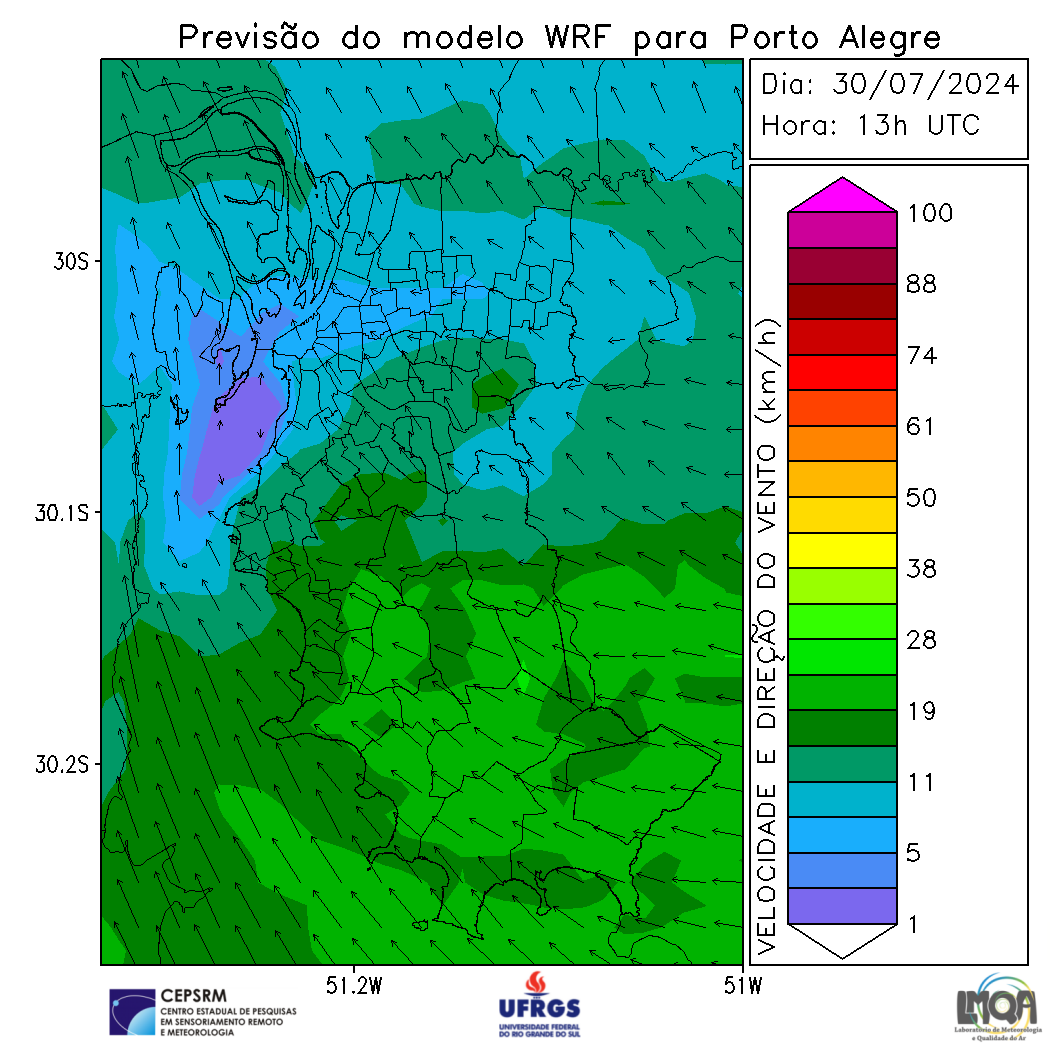 Previsão do modelo WRF para Porto Alegre
Dia: 30/07/2024
Hora: 13h UTC
30S
30.1S
30.2S
51.2W
51W
VELOCIDADE E DIREÇÃO DO VENTO (km/h)
100
88
74
61
50
38
28
19
11
5
1
CEPSRM
CENTRO ESTADUAL DE PESQUISAS
EM SENSORIAMENTO REMOTO
E METEOROLOGIA
UFRGS
UNIVERSIDADE FEDERAL
DO RIO GRANDE DO SUL
LMQA
Laboratório de Meteorologia
e Qualidade do Ar